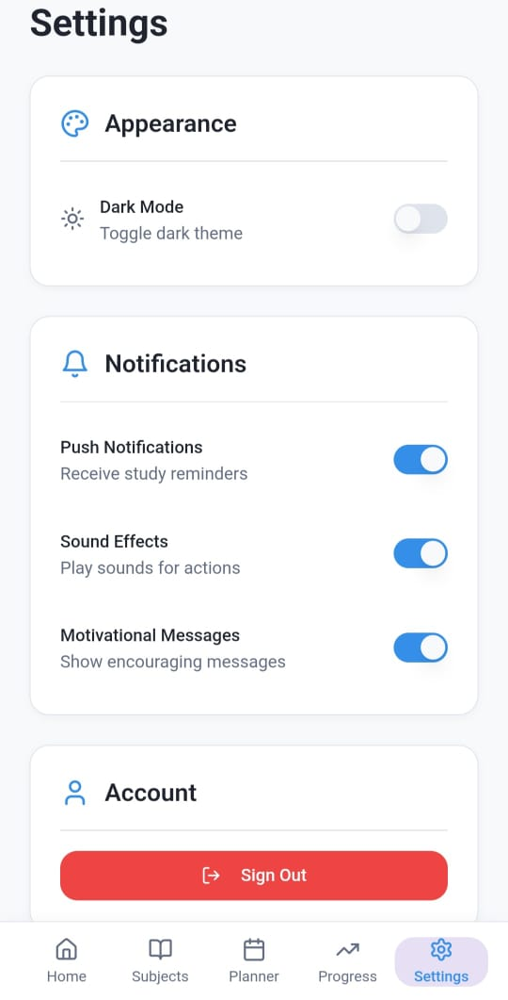 Settings
Appearance
Dark Mode
Toggle dark theme
Notifications
Push Notifications
Receive study reminders
Sound Effects
Play sounds for actions
Motivational Messages
Show encouraging messages
Account
Sign Out
Home
Subjects
Planner
Progress
Settings